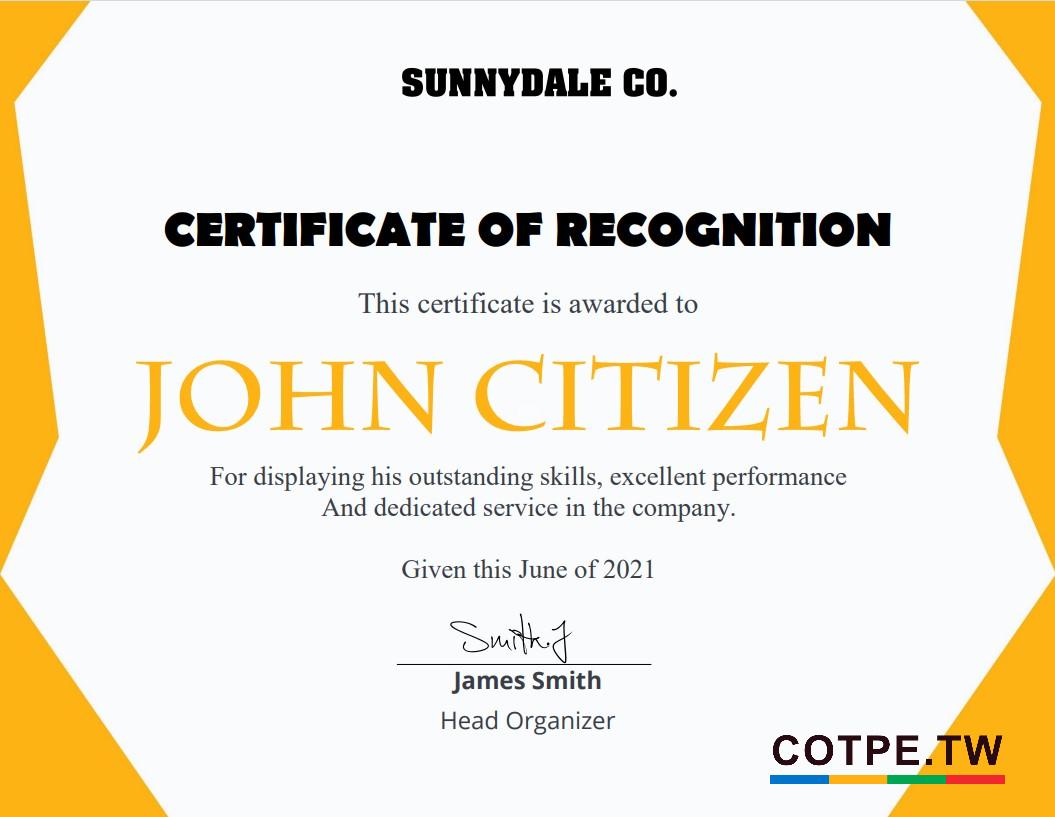 SUNNYDALE CO.
CERTIFICATE OF RECOGNITION
This certificate is awarded to
JOHN CITIZEN
For displaying his outstanding skills, excellent performance
And dedicated service in the company.
Given this June of 2021
Smith.J
James Smith
Head Organizer
COTPE.TW